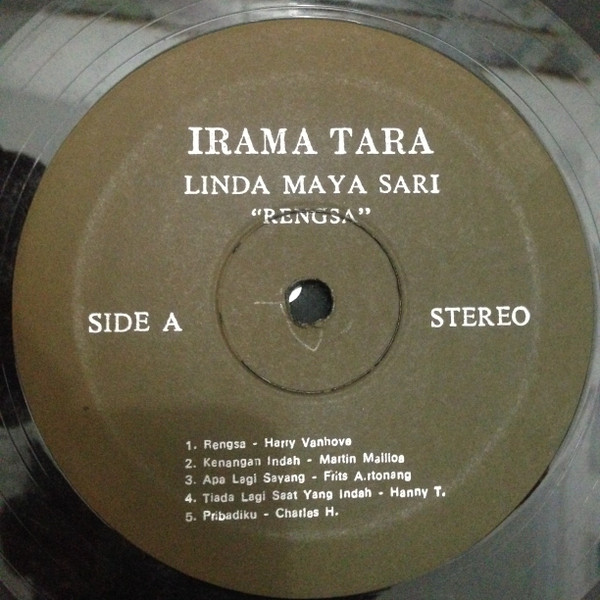 IRAMA TARA
LINDA MAYA SARI
“RENGSA”
SIDE A
STEREO
1. Rengsa - Harry Vanhove
2. Kenangan Indah - Martin Mailloa
3. Apa Lagi Sayang - Frits A.rtonang
4. Tiada Lagi Saat Yang Indah - Hanny T.
5. Pribadiku - Charles H.